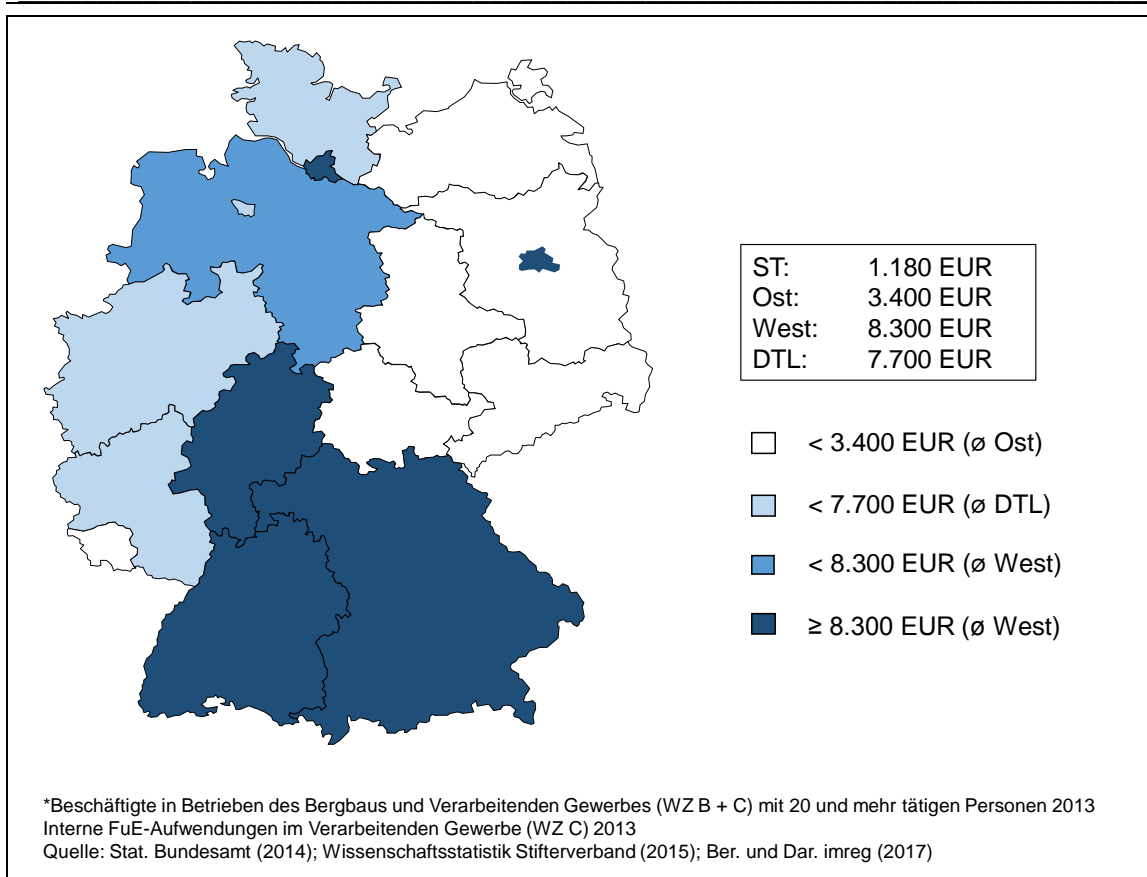 ST: 1.180 EUR
Ost: 3.400 EUR
West: 8.300 EUR
DTL: 7.700 EUR
< 3.400 EUR (ø Ost)
< 7.700 EUR (ø DTL)
< 8.300 EUR (ø West)
≥ 8.300 EUR (ø West)
*Beschäftigte in Betrieben des Bergbaus und Verarbeitenden Gewerbes (WZ B + C) mit 20 und mehr tätigen Personen 2013
Interne FuE-Aufwendungen im Verarbeitenden Gewerbe (WZ C) 2013
Quelle: Stat. Bundesamt (2014); Wissenschaftsstatistik Stifterverband (2015); Ber. und Dar. imreg (2017)